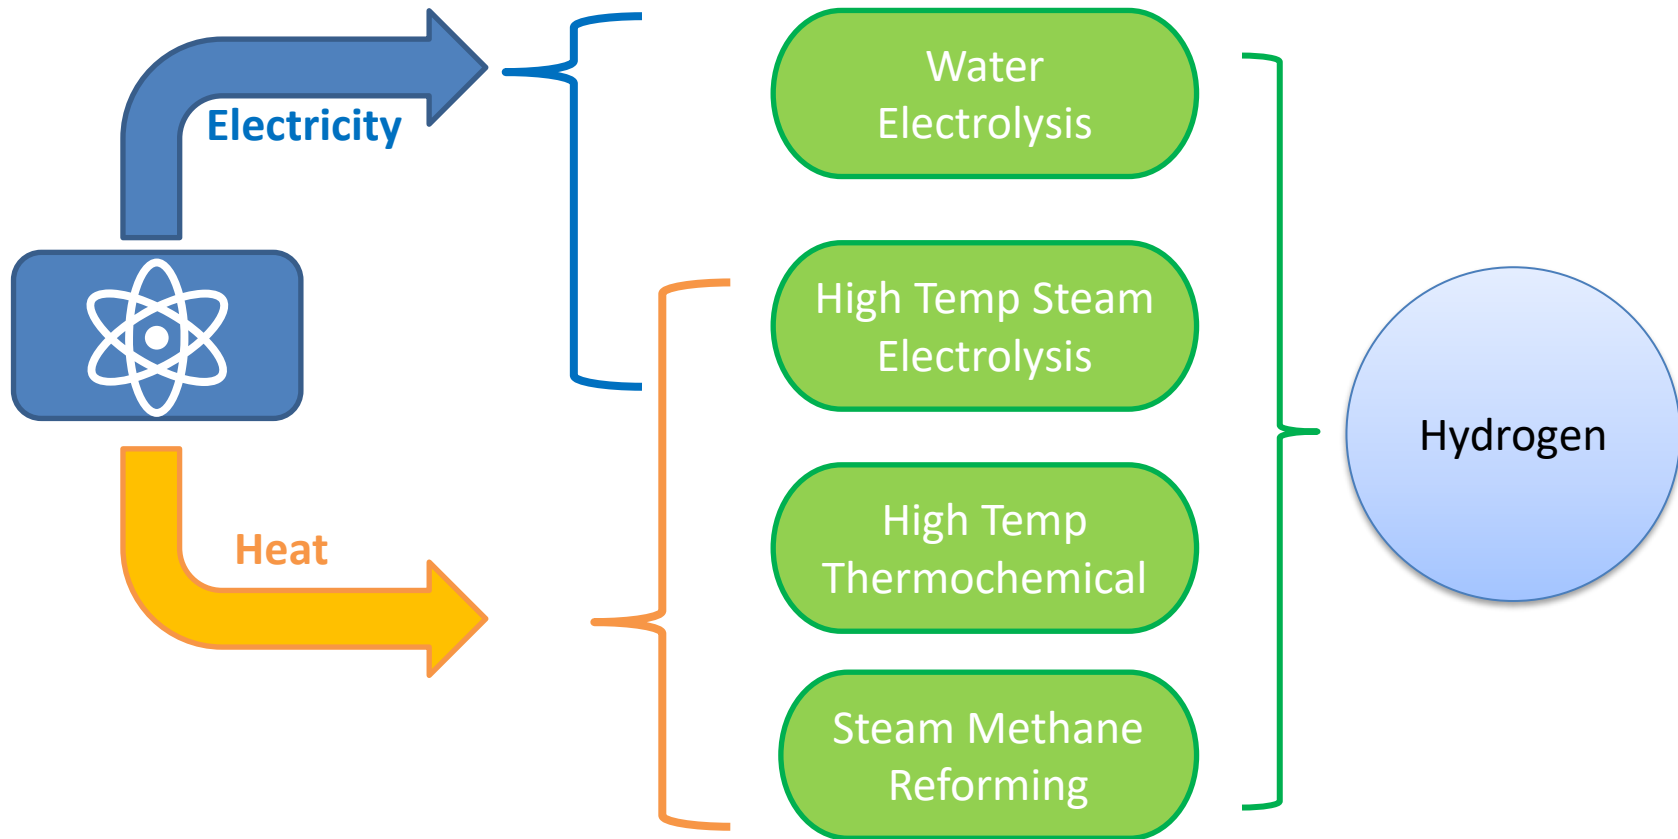 Electricity
Heat
Water
Electrolysis
High Temp Steam
Electrolysis
High Temp
Thermochemical
Steam Methane
Reforming
Hydrogen